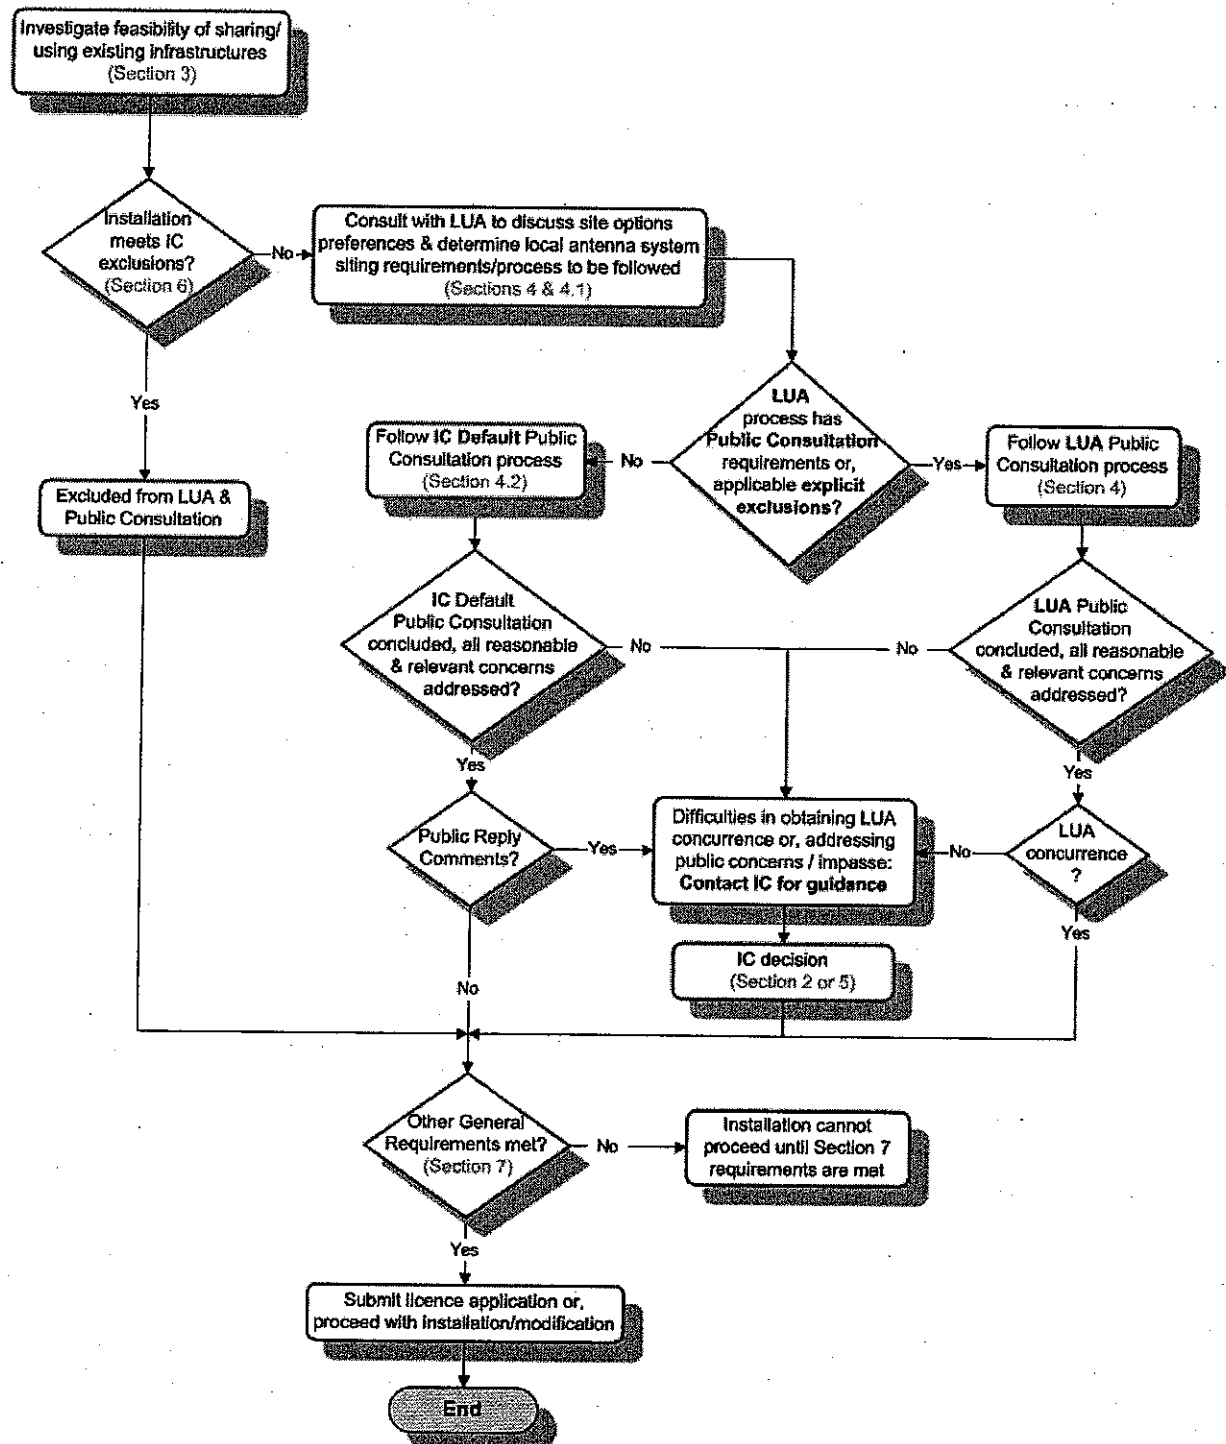 Investigate feasibility of sharing/
using existing infrastructures
(Section 3)
Installation
meets IC
exclusions?
(Section 6)
No
Consult with LUA to discuss site options
preferences & determine local antenna system
siting requirements/process to be followed
(Sections 4 & 4.1)
Yes
Excluded from LUA &
Public Consultation
LUA
process has
Public Consultation
requirements or,
applicable explicit
exclusions?
No
Yes
Follow IC Default Public
Consultation process
(Section 4.2)
Follow LUA Public
Consultation process
(Section 4)
IC Default
Public Consultation
concluded, all reasonable
& relevant concerns
addressed?
No
No
LUA Public
Consultation
concluded, all reasonable
& relevant concerns
addressed?
Yes
Yes
Public Reply
Comments?
Yes
Difficulties in obtaining LUA
concurrence or, addressing
public concerns / impasse:
Contact IC for guidance
No
LUA
concurrence
?
Yes
No
IC decision
(Section 2 or 5)
Other General
Requirements met?
(Section 7)
No
Installation cannot
proceed until Section 7
requirements are met
Yes
Submit licence application or,
proceed with installation/modification
End